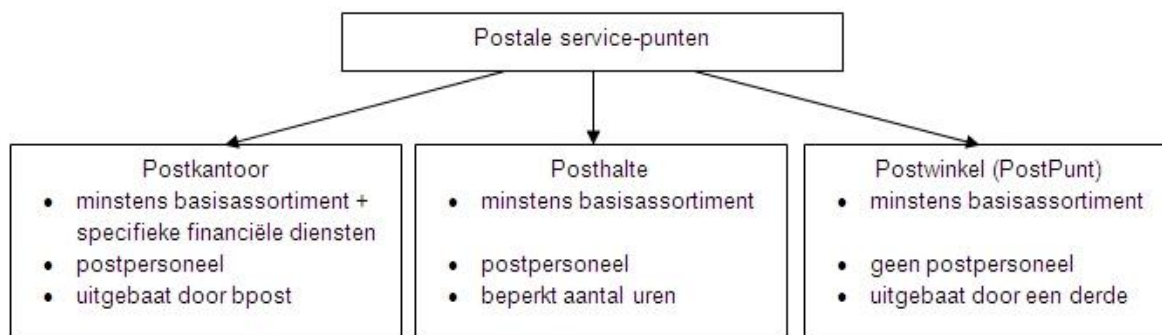 Postale service-punten
Postkantoor
• minstens basisassortiment +
specifieke financiële diensten
• postpersoneel
• uitgebaat door bpost
Posthalte
• minstens basisassortiment
• postpersoneel
• beperkt aantal uren
Postwinkel (PostPunt)
• minstens basisassortiment
• geen postpersoneel
• uitgebaat door een derde